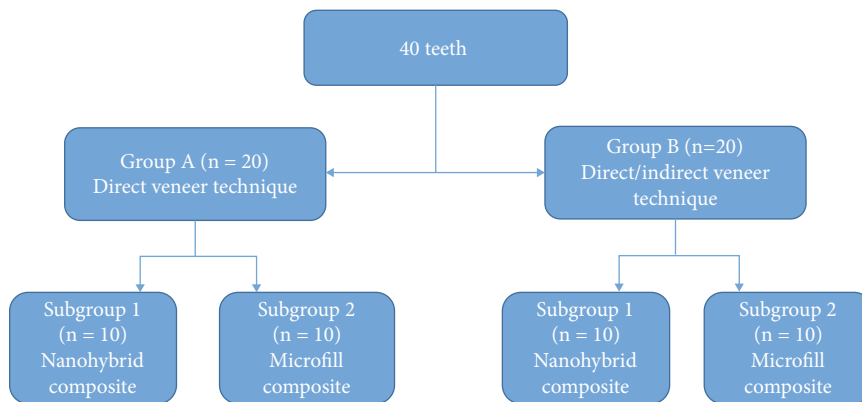 40 teeth
Group A (n = 20)
Direct veneer technique
Group B (n=20)
Direct/indirect veneer
technique
Subgroup 1
(n = 10)
Nanohybrid
composite
Subgroup 2
(n = 10)
Microfill
composite
Subgroup 1
(n = 10)
Nanohybrid
composite
Subgroup 2
(n = 10)
Microfill
composite